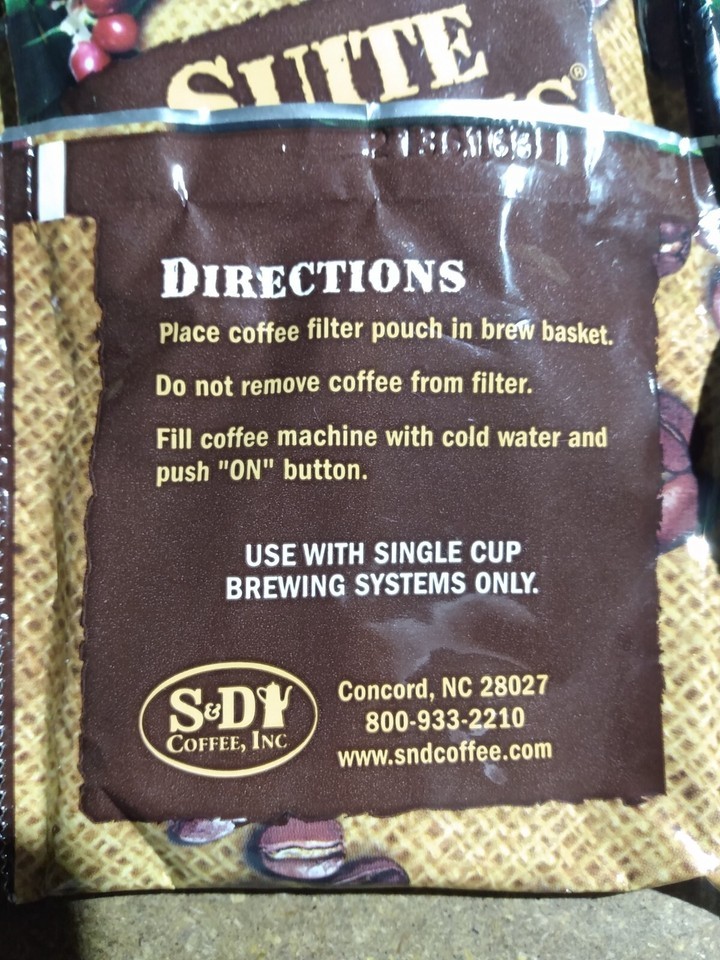 SUITE
®
DIRECTIONS
Place coffee filter pouch in brew basket.
Do not remove coffee from filter.
Fill coffee machine with cold water and
push "ON" button.
USE WITH SINGLE CUP
BREWING SYSTEMS ONLY.
S&D
COFFEE, INC
Concord, NC 28027
800-933-2210
www.sndcoffee.com